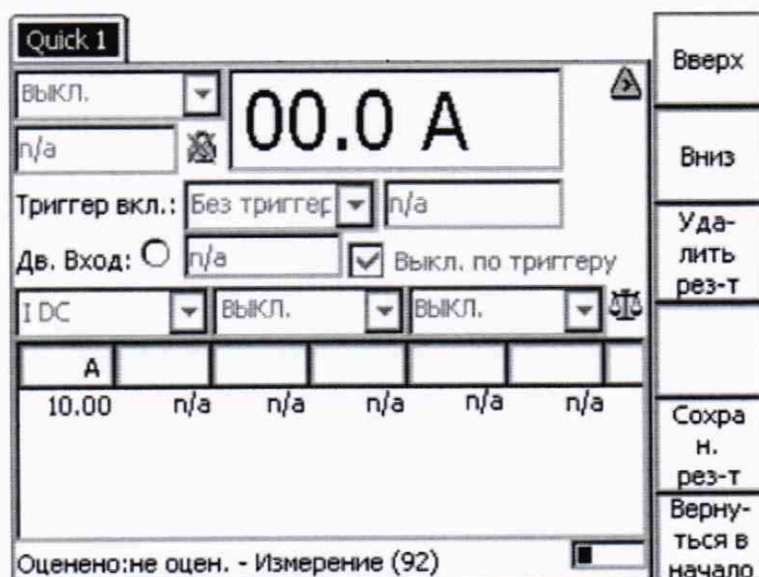 Quick 1
ВЫКЛ.
00.0 A
n/a
Триггер вкл.: Без триггер n/a
Дв. Вход: n/a Выкл. по триггеру
I DC ВЫКЛ. ВЫКЛ.
A
10.00 n/a n/a n/a n/a n/a
Оценено:не оцен. - Измерение (92)
Вверх
Вниз
Уда-
лить
рез-т
Сохра
н.
рез-т
Верну-
ться в
начало